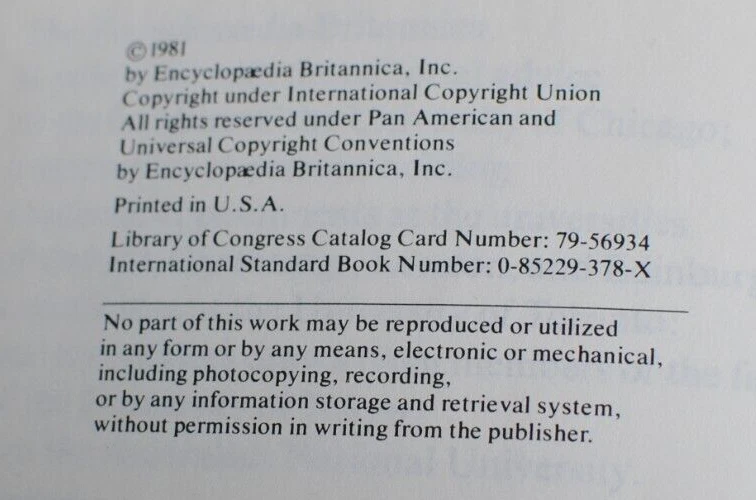 ©1981
by Encyclopædia Britannica, Inc.
Copyright under International Copyright Union
All rights reserved under Pan American and
Universal Copyright Conventions
by Encyclopædia Britannica, Inc.
Printed in U.S.A.
Library of Congress Catalog Card Number: 79-56934
International Standard Book Number: 0-85229-378-X
No part of this work may be reproduced or utilized
in any form or by any means, electronic or mechanical,
including photocopying, recording,
or by any information storage and retrieval system,
without permission in writing from the publisher.